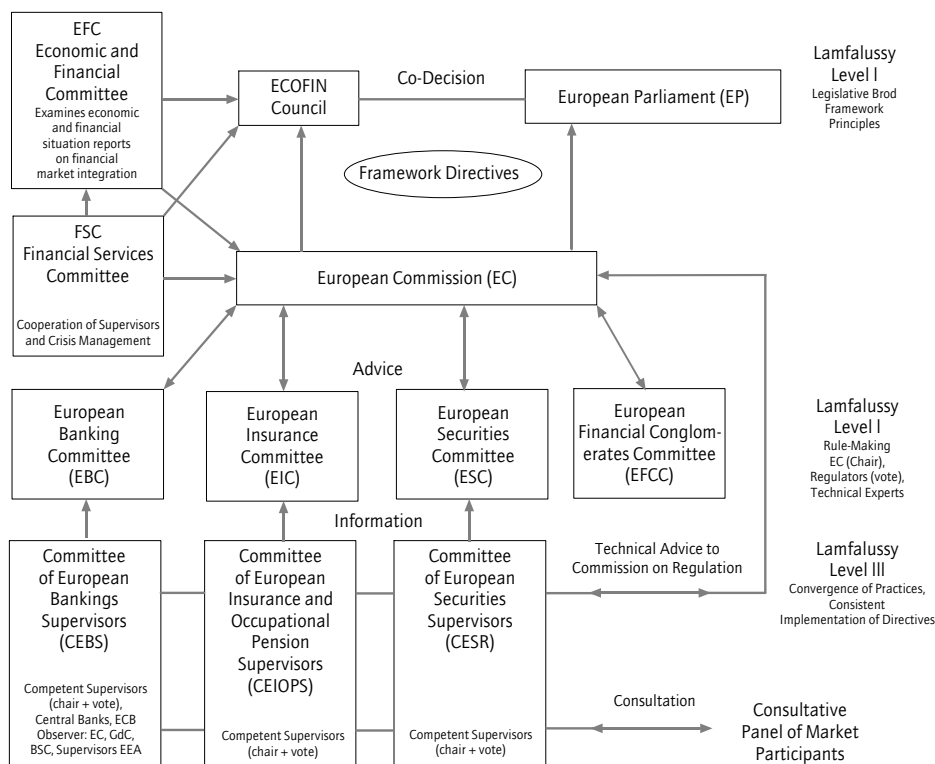 EFC
Economic and
Financial
Committee
Examines economic
and financial
situation reports
on financial
market integration
ECOFIN
Council
Co-Decision
European Parliament (EP)
Lamfalussy
Level I
Legislative Brod
Framework
Principles
Framework Directives
FSC
Financial Services
Committee
Cooperation of Supervisors
and Crisis Management
European Commission (EC)
Advice
European
Banking
Committee
(EBC)
European
Insurance
Committee
(EIC)
European
Securities
Committee
(ESC)
European
Financial Conglom-
erates Committee
(EFCC)
Lamfalussy
Level I
Rule-Making
EC (Chair),
Regulators (vote),
Technical Experts
Information
Committee
of European
Bankings
Supervisors
(CEBS)
Competent Supervisors
(chair + vote),
Central Banks, ECB
Observer: EC, GdC,
BSC, Supervisors EEA
Committee
of European
Insurance and
Occupational
Pension
Supervisors
(CEIOPS)
Competent Supervisors
(chair + vote)
Committee
of European
Securities
Supervisors
(CESR)
Competent Supervisors
(chair + vote)
Technical Advice to
Commission on Regulation
Lamfalussy
Level III
Convergence of Practices,
Consistent
Implementation of Directives
Consultation
Consultative
Panel of Market
Participants